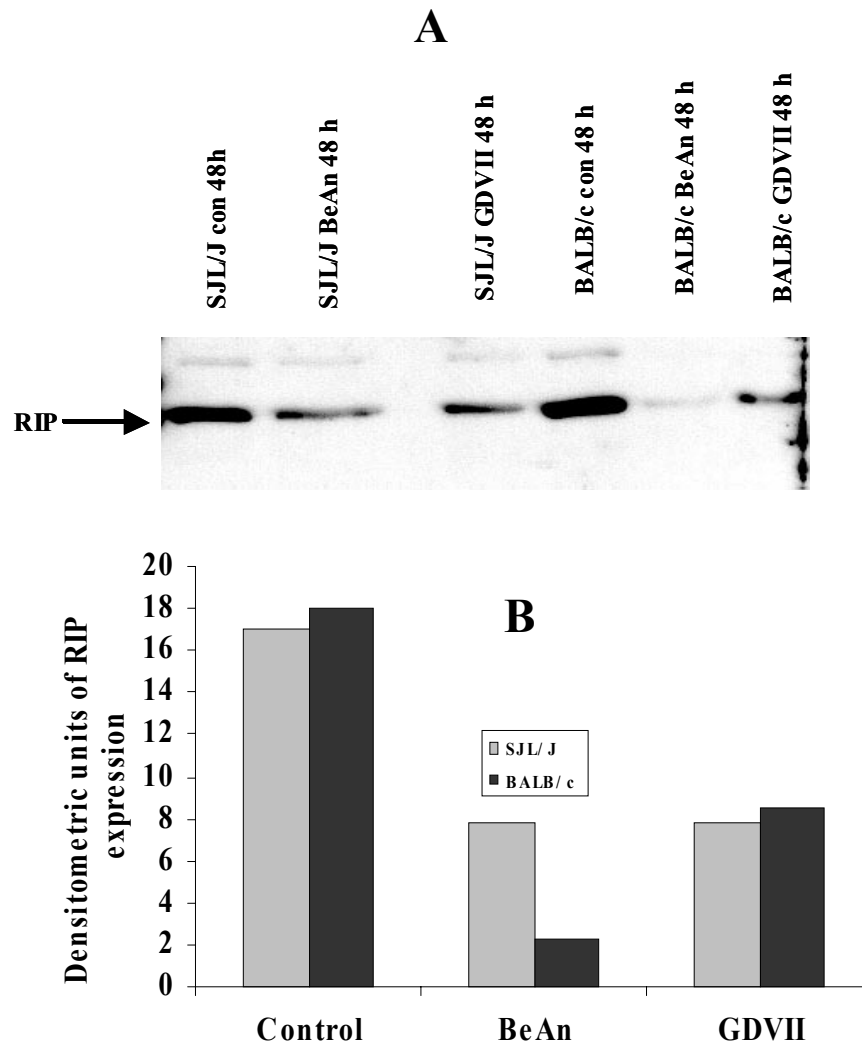 A
SJL/J con 48h
SJL/J BeAn 48 h
SJL/J GDVII 48 h
BALB/c con 48 h
BALB/c BeAn 48 h
BALB/c GDVII 48 h
RIP
B
Densitometric units of RIP
expression
20
18
16
14
12
10
8
6
4
2
0
SJL/ J
BALB/ c
Control
BeAn
GDVII